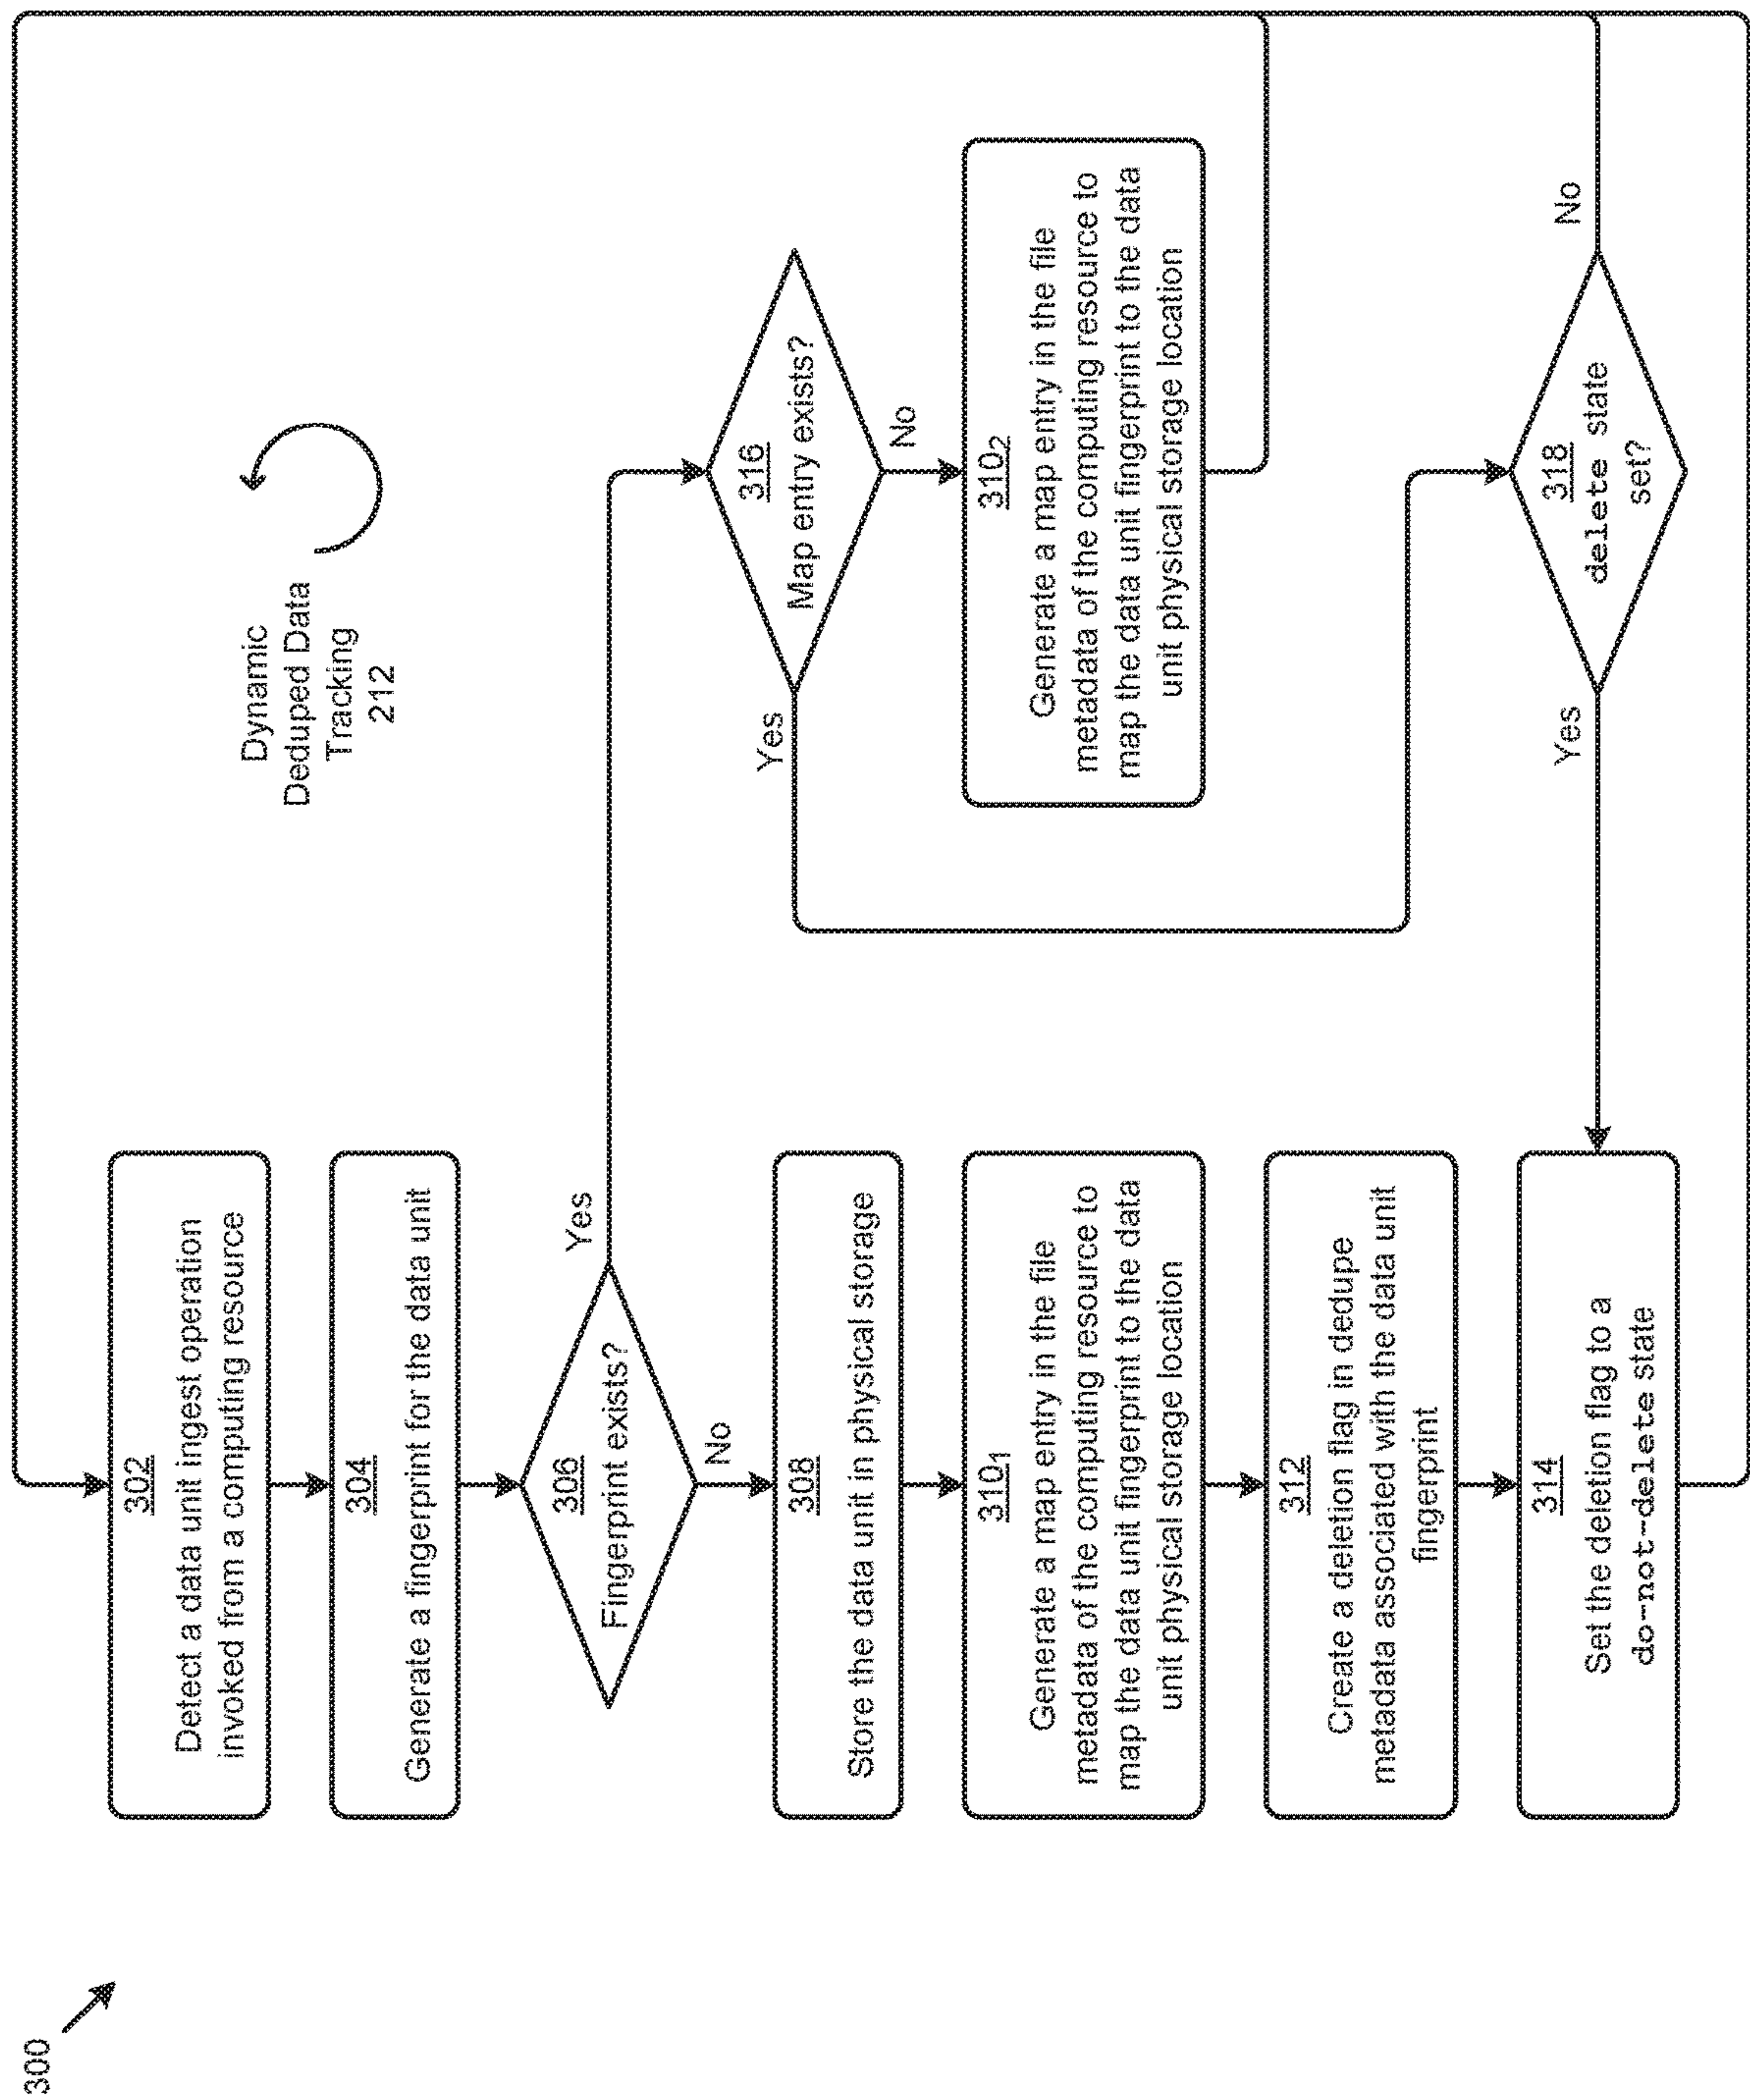 300
Dynamic
Deduped Data
Tracking
212
302
Detect a data unit ingest operation
invoked from a computing resource
304
Generate a fingerprint for the data unit
306
Fingerprint exists?
Yes
No
308
Store the data unit in physical storage
310₁
Generate a map entry in the file
metadata of the computing resource to
map the data unit fingerprint to the data
unit physical storage location
312
Create a deletion flag in dedupe
metadata associated with the data unit
fingerprint
314
Set the deletion flag to a
do-not-delete state
316
Map entry exists?
Yes
No
310₂
Generate a map entry in the file
metadata of the computing resource to
map the data unit fingerprint to the data
unit physical storage location
318
delete state
set?
Yes
No